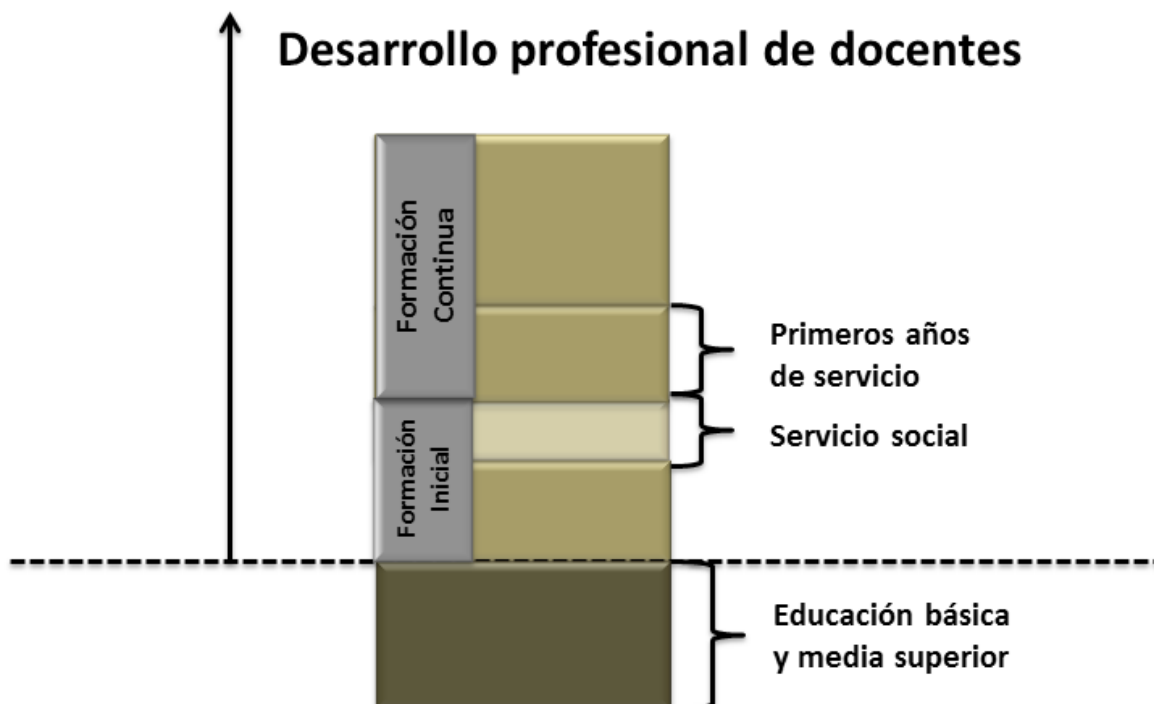 Desarrollo profesional de docentes
Formación
Continua
Primeros años
de servicio
Formación
Inicial
Servicio social
Educación básica
y media superior